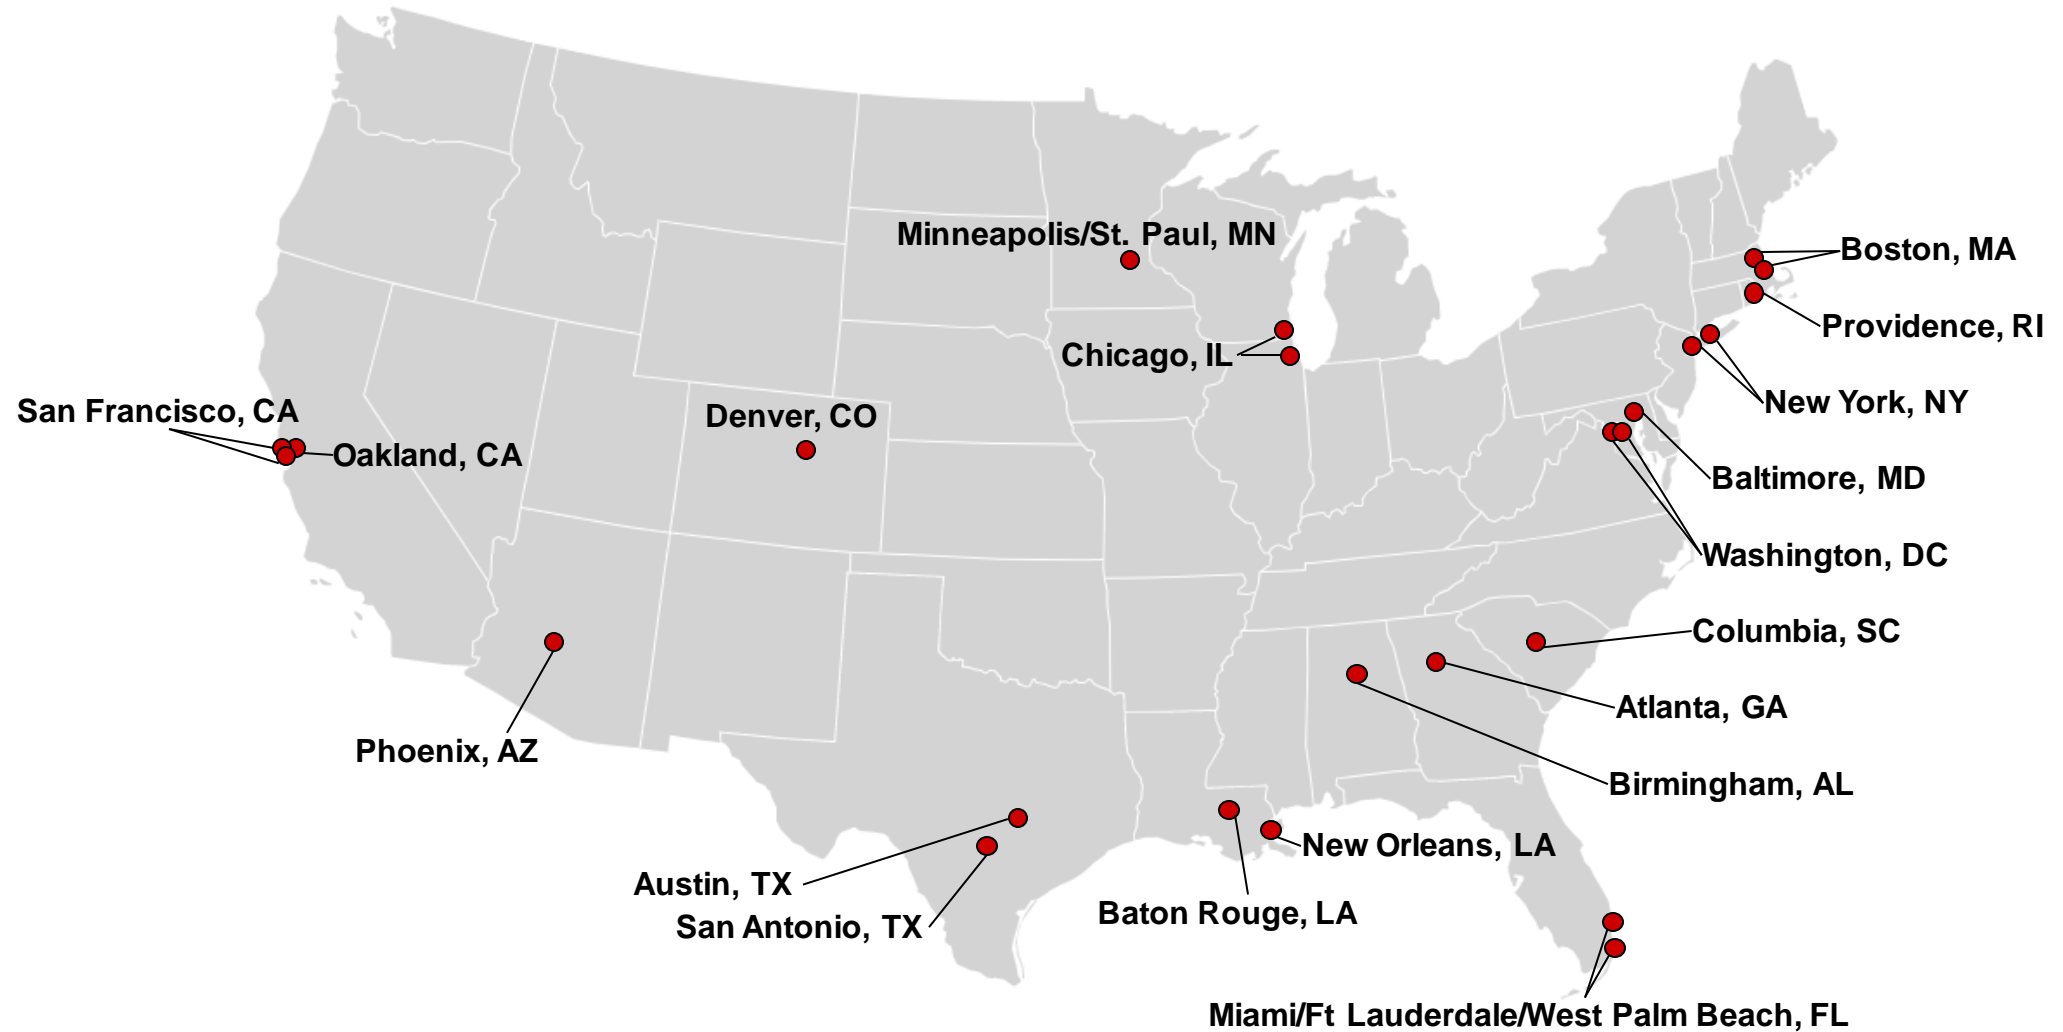 Minneapolis/St. Paul, MN
Boston, MA
Providence, RI
Chicago, IL
New York, NY
San Francisco, CA
Denver, CO
Oakland, CA
Baltimore, MD
Washington, DC
Columbia, SC
Atlanta, GA
Phoenix, AZ
Birmingham, AL
New Orleans, LA
Austin, TX
Baton Rouge, LA
San Antonio, TX
Miami/Ft Lauderdale/West Palm Beach, FL